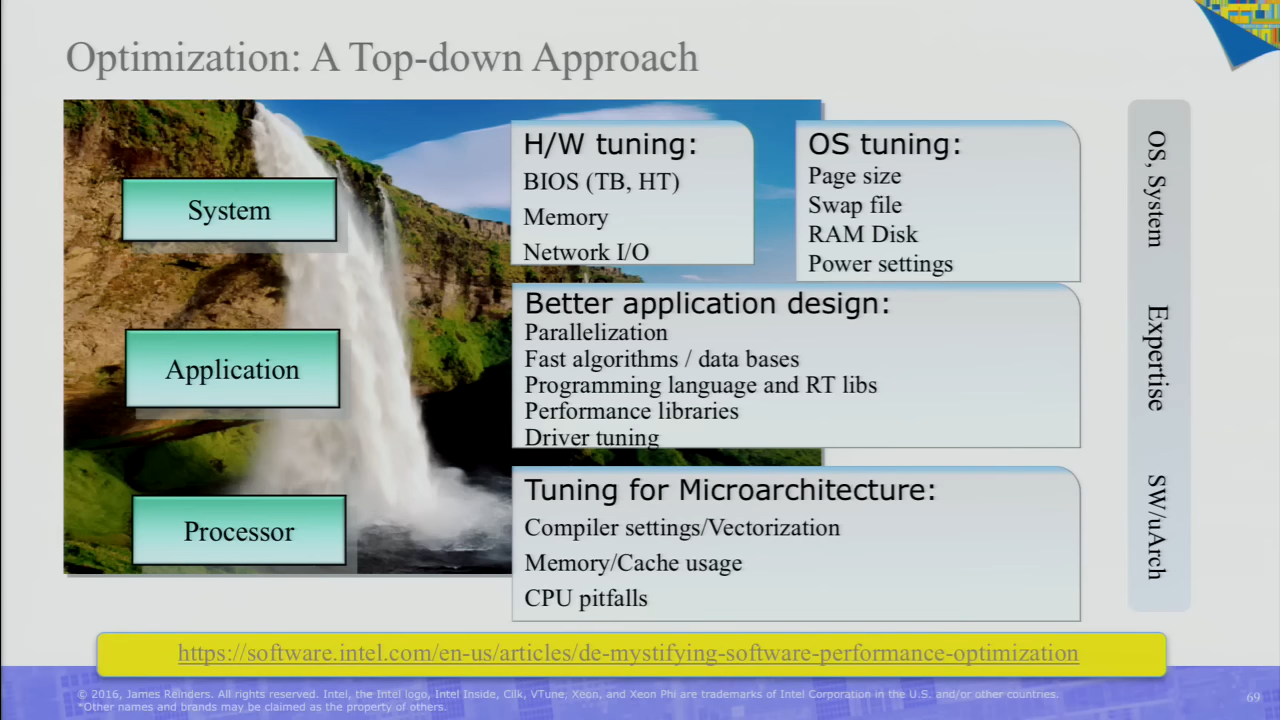 Optimization: A Top-down Approach
System
H/W tuning:
BIOS (TB, HT)
Memory
Network I/O
OS tuning:
Page size
Swap file
RAM Disk
Power settings
Application
Better application design:
Parallelization
Fast algorithms / data bases
Programming language and RT libs
Performance libraries
Driver tuning
Processor
Tuning for Microarchitecture:
Compiler settings/Vectorization
Memory/Cache usage
CPU pitfalls
OS, System
Expertise
SW/uArch
https://software.intel.com/en-us/articles/de-mystifying-software-performance-optimization
© 2016, James Reinders. All rights reserved. Intel, the Intel logo, Intel Inside, Cilk, VTune, Xeon, and Xeon Phi are trademarks of Intel Corporation in the U.S. and/or other countries.
*Other names and brands may be claimed as the property of others.
69